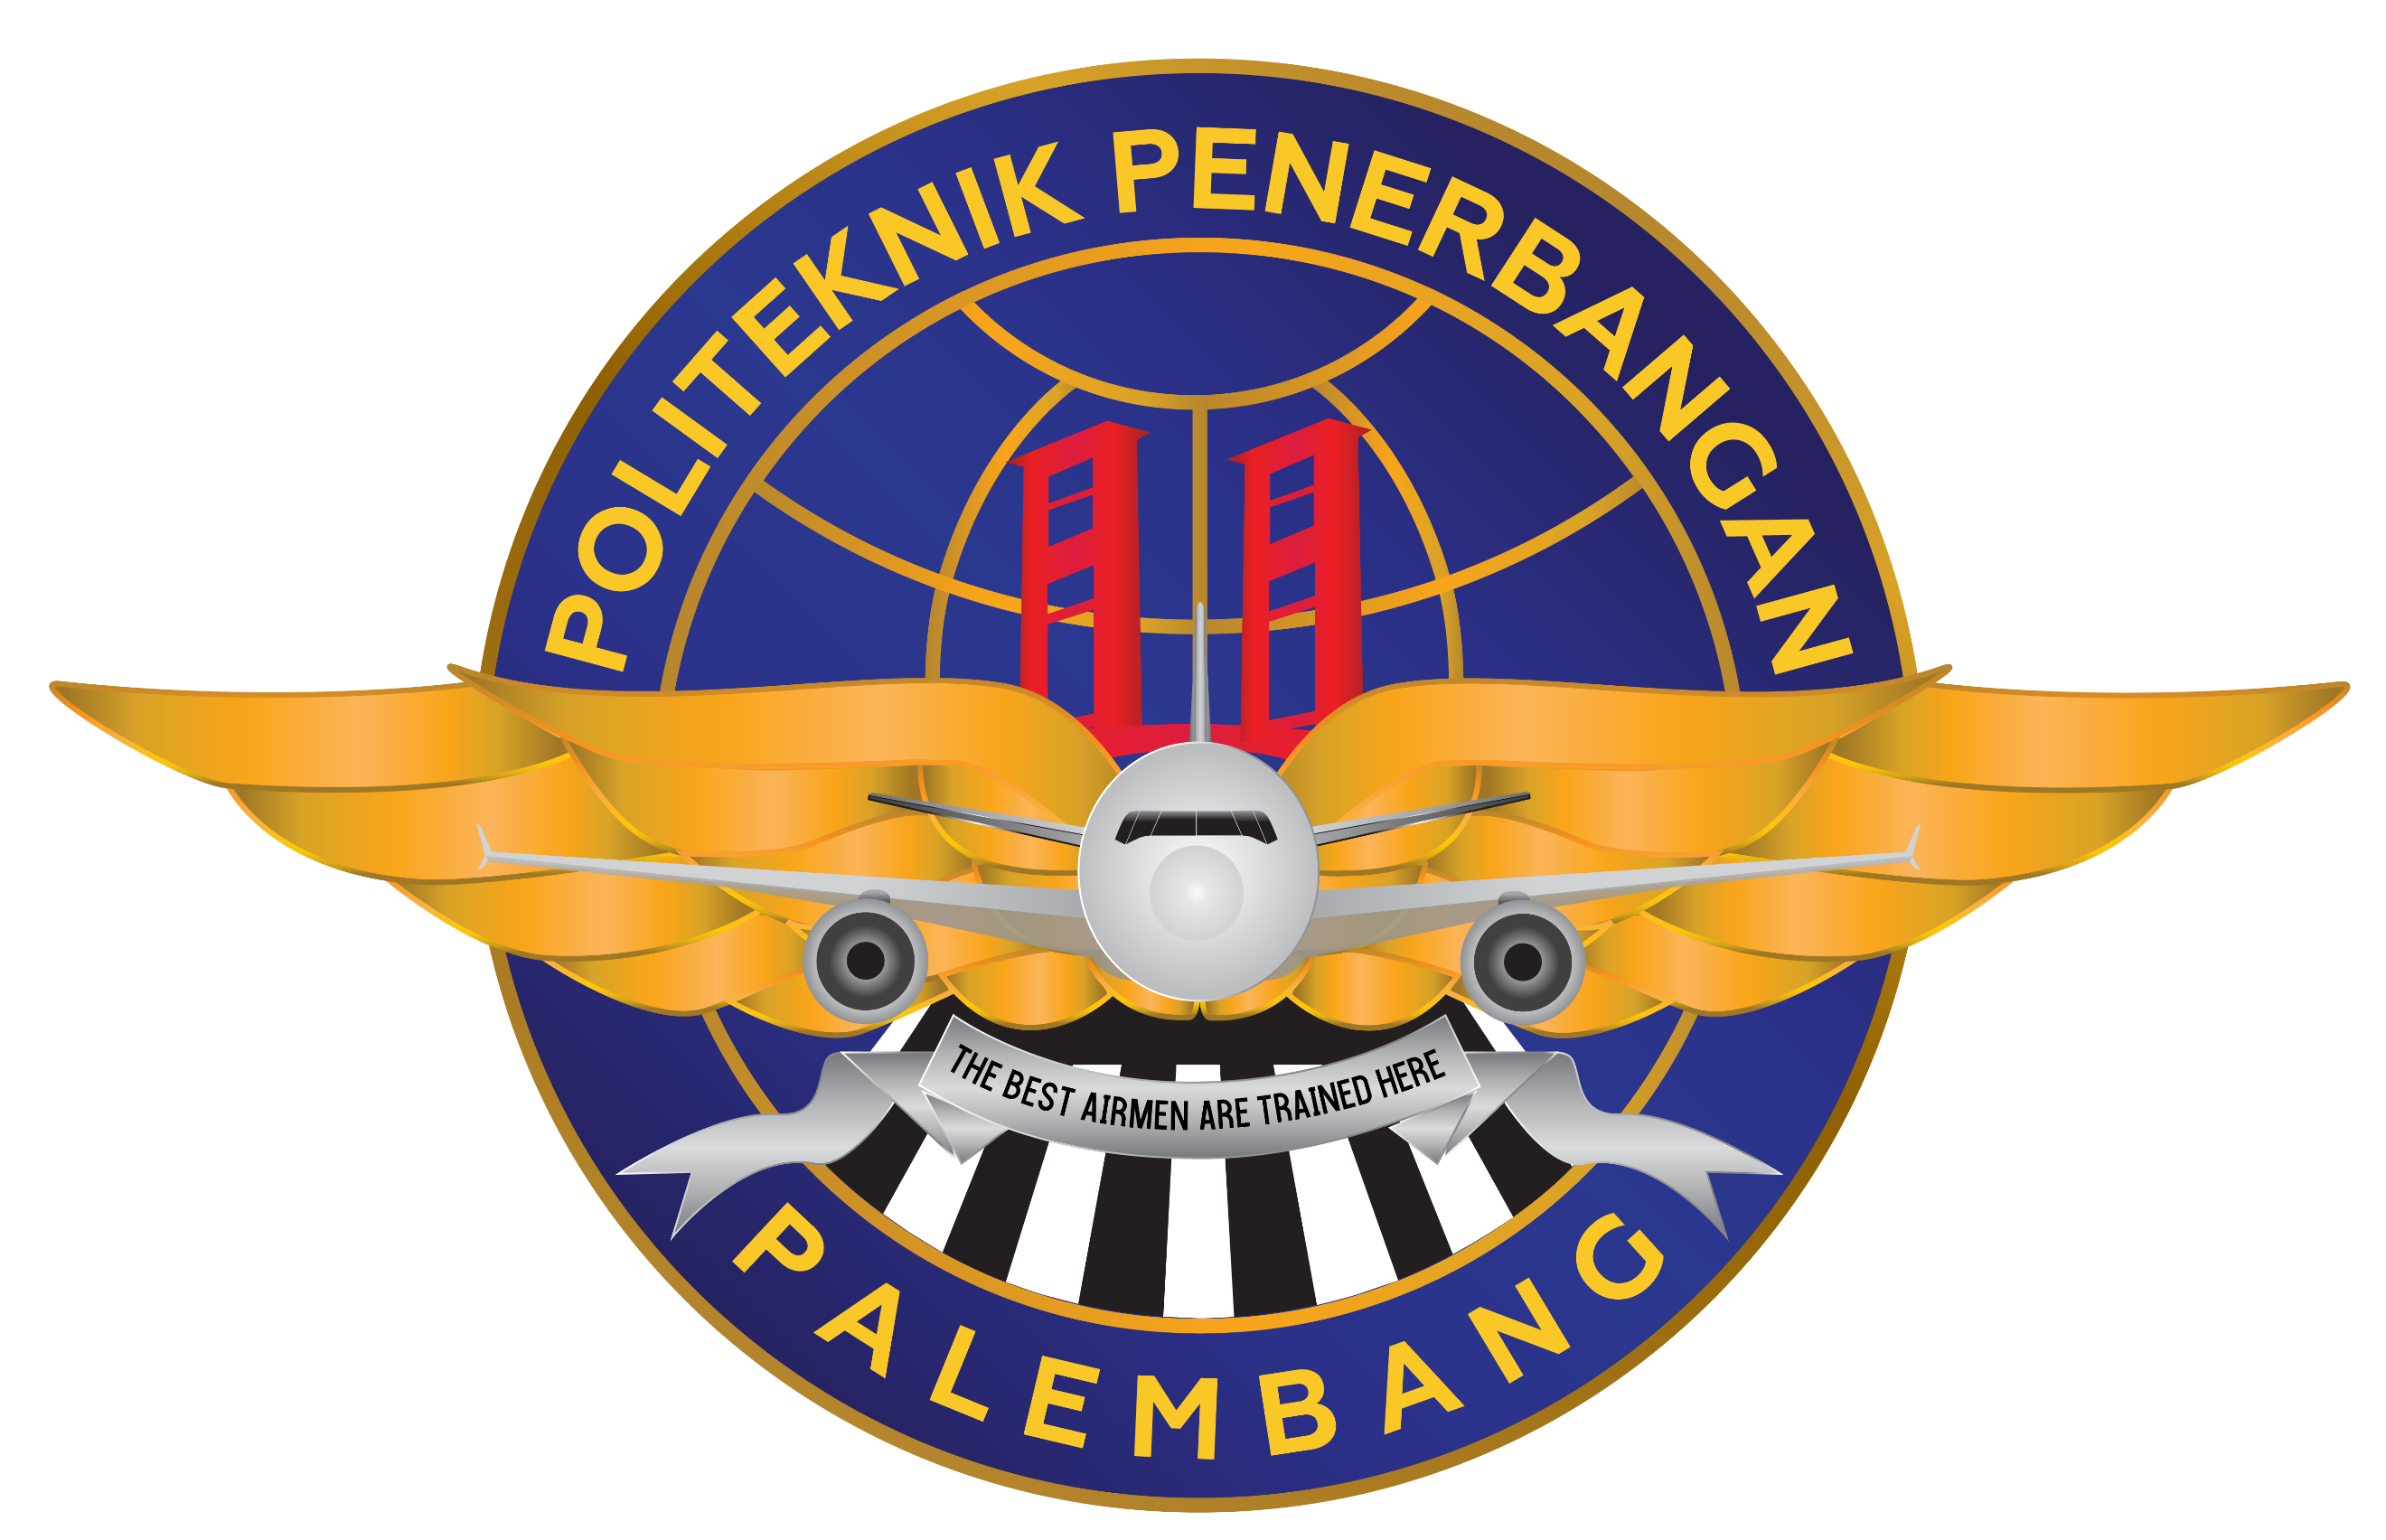 POLITEKNIK PENERBANGAN
THE BEST AIRMEN ARE TRAINED HERE
PALEMBANG